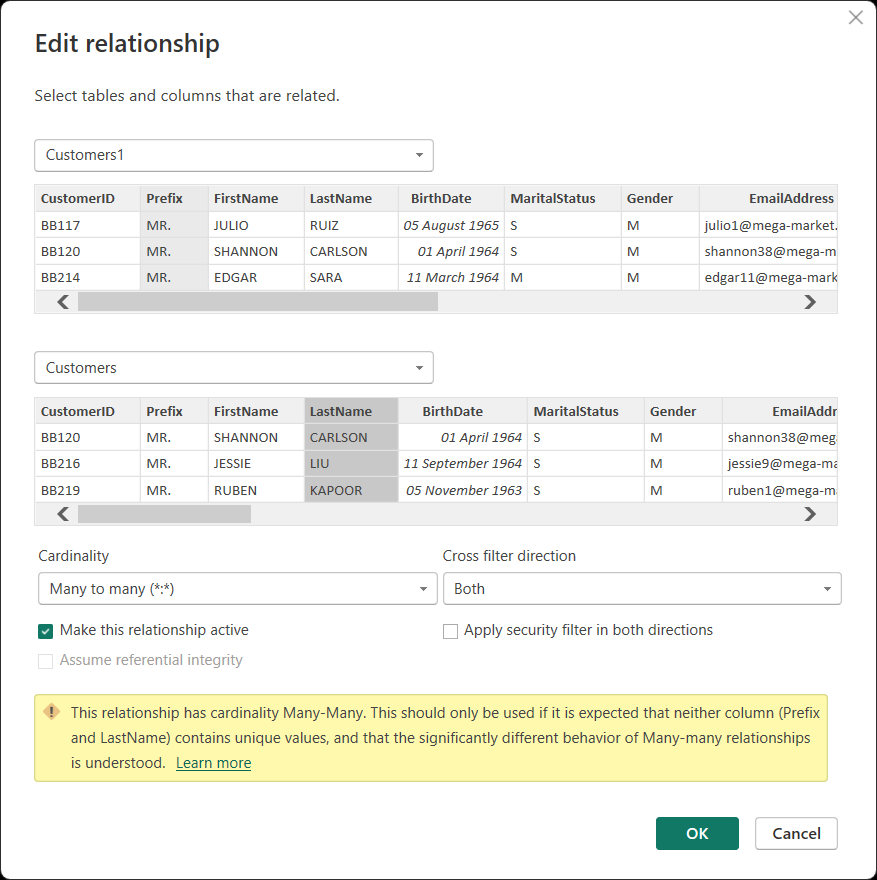 Edit relationship
Select tables and columns that are related.
Customers1
CustomerID Prefix FirstName LastName BirthDate MaritalStatus Gender EmailAddress
BB117 MR. JULIO RUIZ 05 August 1965 S M julio1@mega-market.
BB120 MR. SHANNON CARLSON 01 April 1964 S M shannon38@mega-m
BB214 MR. EDGAR SARA 11 March 1964 M M edgar11@mega-mark
Customers
CustomerID Prefix FirstName LastName BirthDate MaritalStatus Gender EmailAddr
BB120 MR. SHANNON CARLSON 01 April 1964 S M shannon38@meg
BB216 MR. JESSIE LIU 11 September 1964 S M jessie9@mega-ma
BB219 MR. RUBEN KAPOOR 05 November 1963 S M ruben1@mega-m
Cardinality Cross filter direction
Many to many (*:*) Both
Make this relationship active Apply security filter in both directions
Assume referential integrity
This relationship has cardinality Many-Many. This should only be used if it is expected that neither column (Prefix
and LastName) contains unique values, and that the significantly different behavior of Many-many relationships
is understood. Learn more
OK Cancel